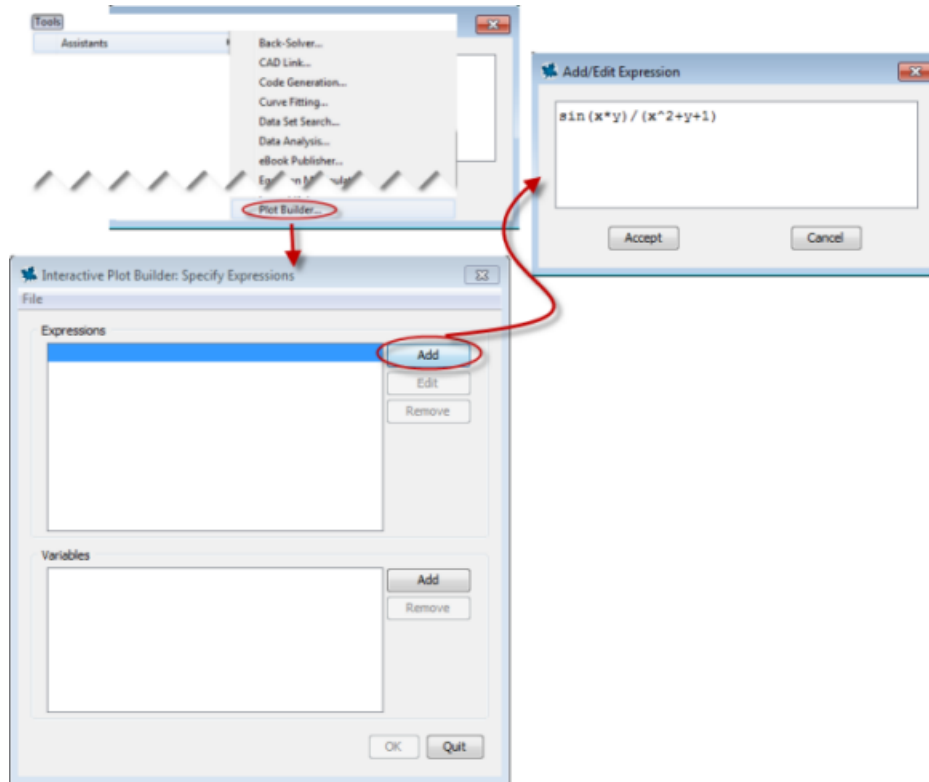 Tools
Assistants
Back-Solver...
CAD Link...
Code Generation...
Curve Fitting...
Data Set Search...
Data Analysis...
eBook Publisher...
Plot Builder...
Add/Edit Expression
sin(x*y)/(x^2+y+1)
Accept Cancel
Interactive Plot Builder: Specify Expressions
File
Expressions
Add
Edit
Remove
Variables
Add
Remove
OK Quit